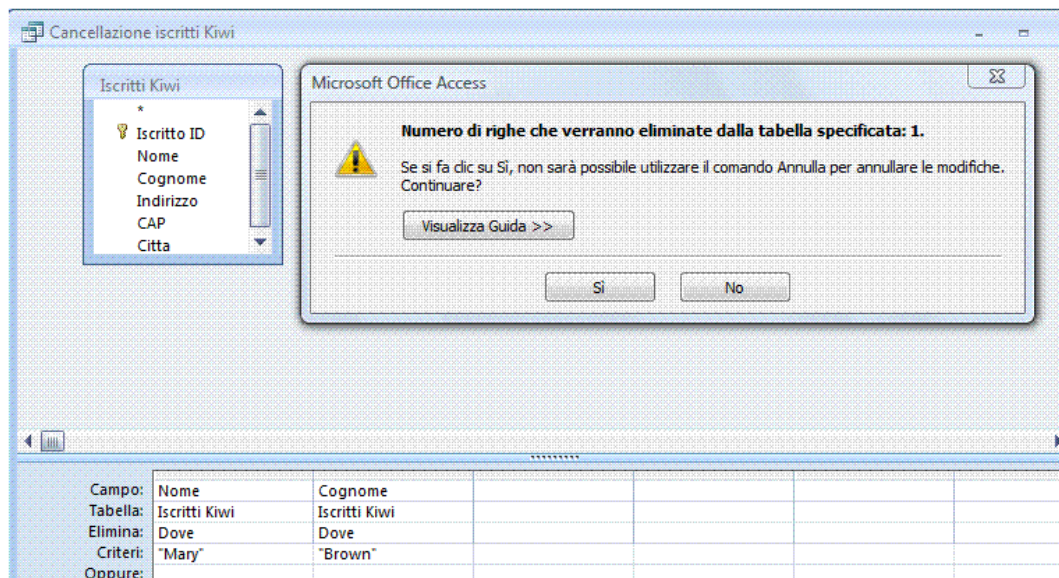 Cancellazione iscritti Kiwi
Iscritti Kiwi
*
Iscritto ID
Nome
Cognome
Indirizzo
CAP
Citta
Microsoft Office Access
Numero di righe che verranno eliminate dalla tabella specificata: 1.
Se si fa clic su Sì, non sarà possibile utilizzare il comando Annulla per annullare le modifiche.
Continuare?
Visualizza Guida >>
Sì No
Campo: Nome Cognome
Tabella: Iscritti Kiwi Iscritti Kiwi
Elimina: Dove Dove
Criteri: "Mary" "Brown"
Oppure: